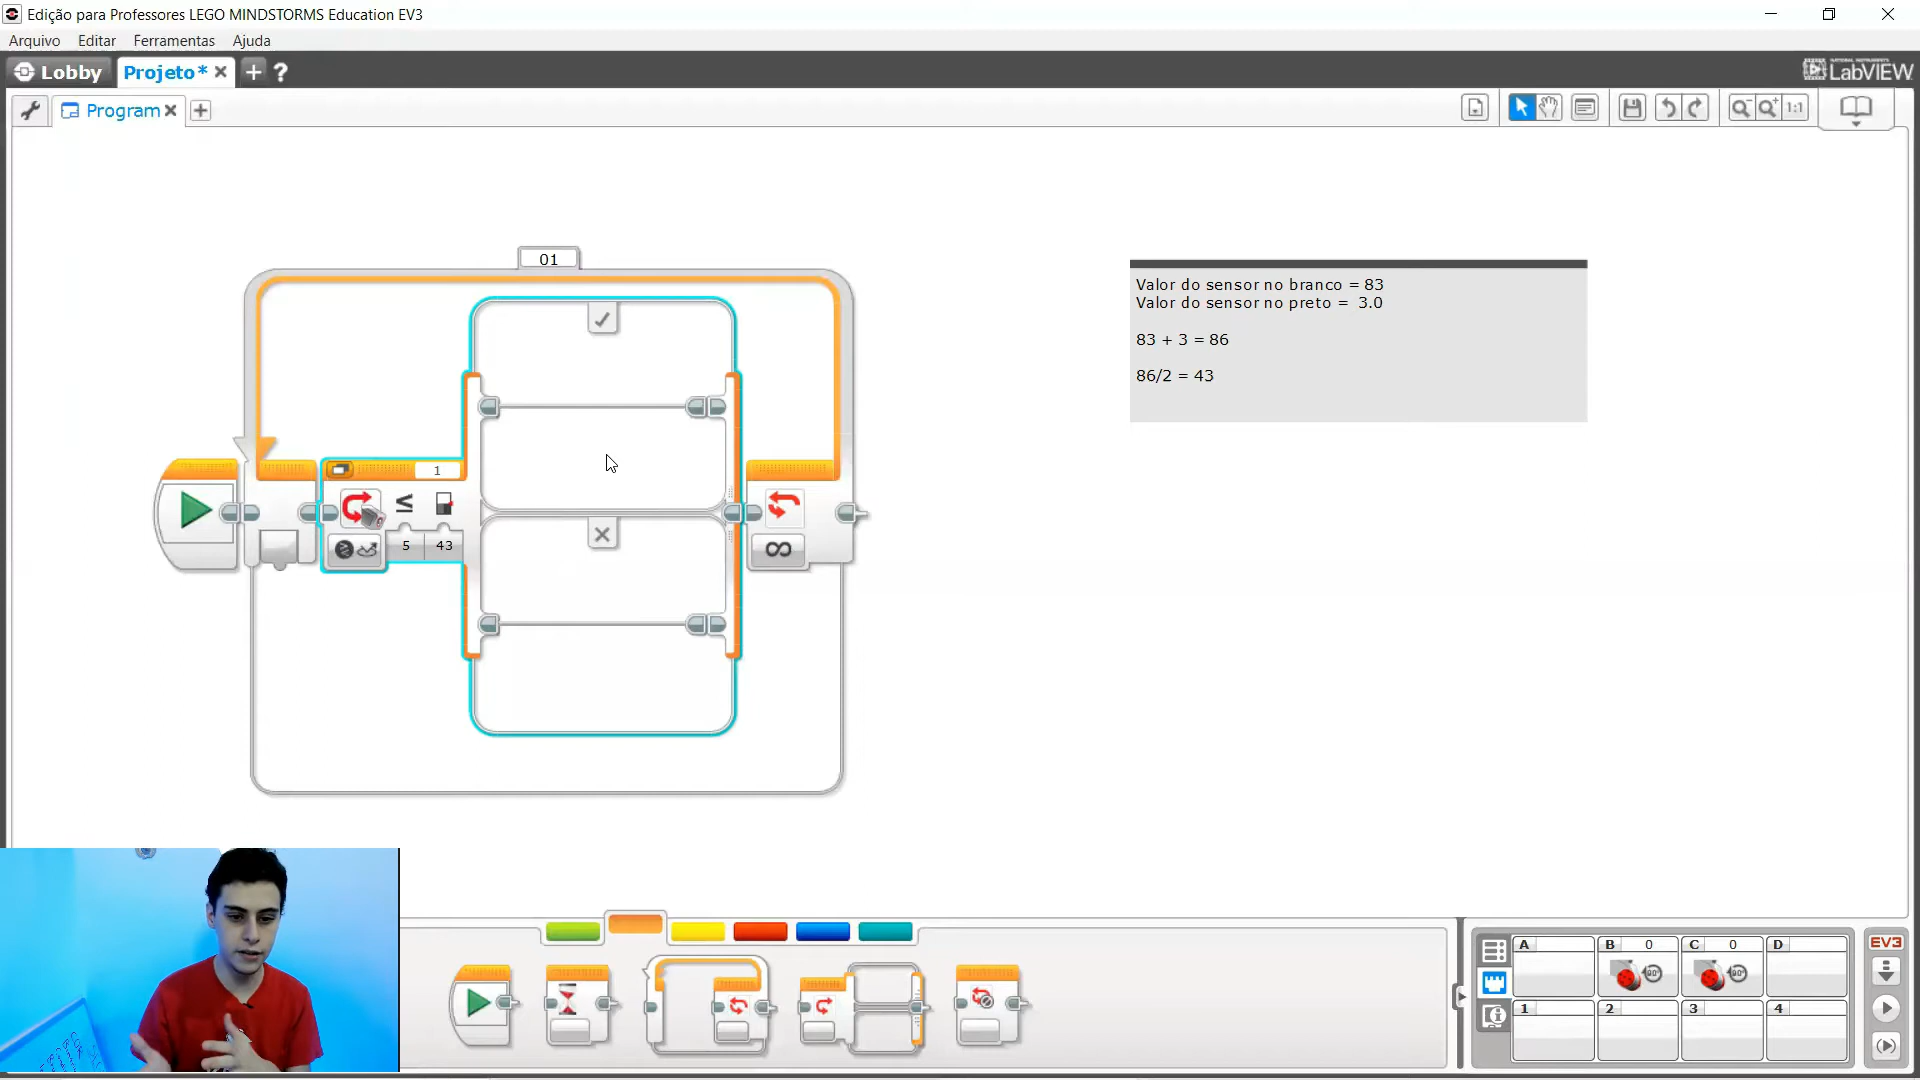 Edição para Professores LEGO MINDSTORMS Education EV3
Arquivo Editar Ferramentas Ajuda
Lobby Projeto* + ?
LabVIEW
Program
1:1
01
Valor do sensor no branco = 83
Valor do sensor no preto = 3.0
83 + 3 = 86
86/2 = 43
1
≤
5 43
∞
A B 0 C 0 D
EV3
1 2 3 4